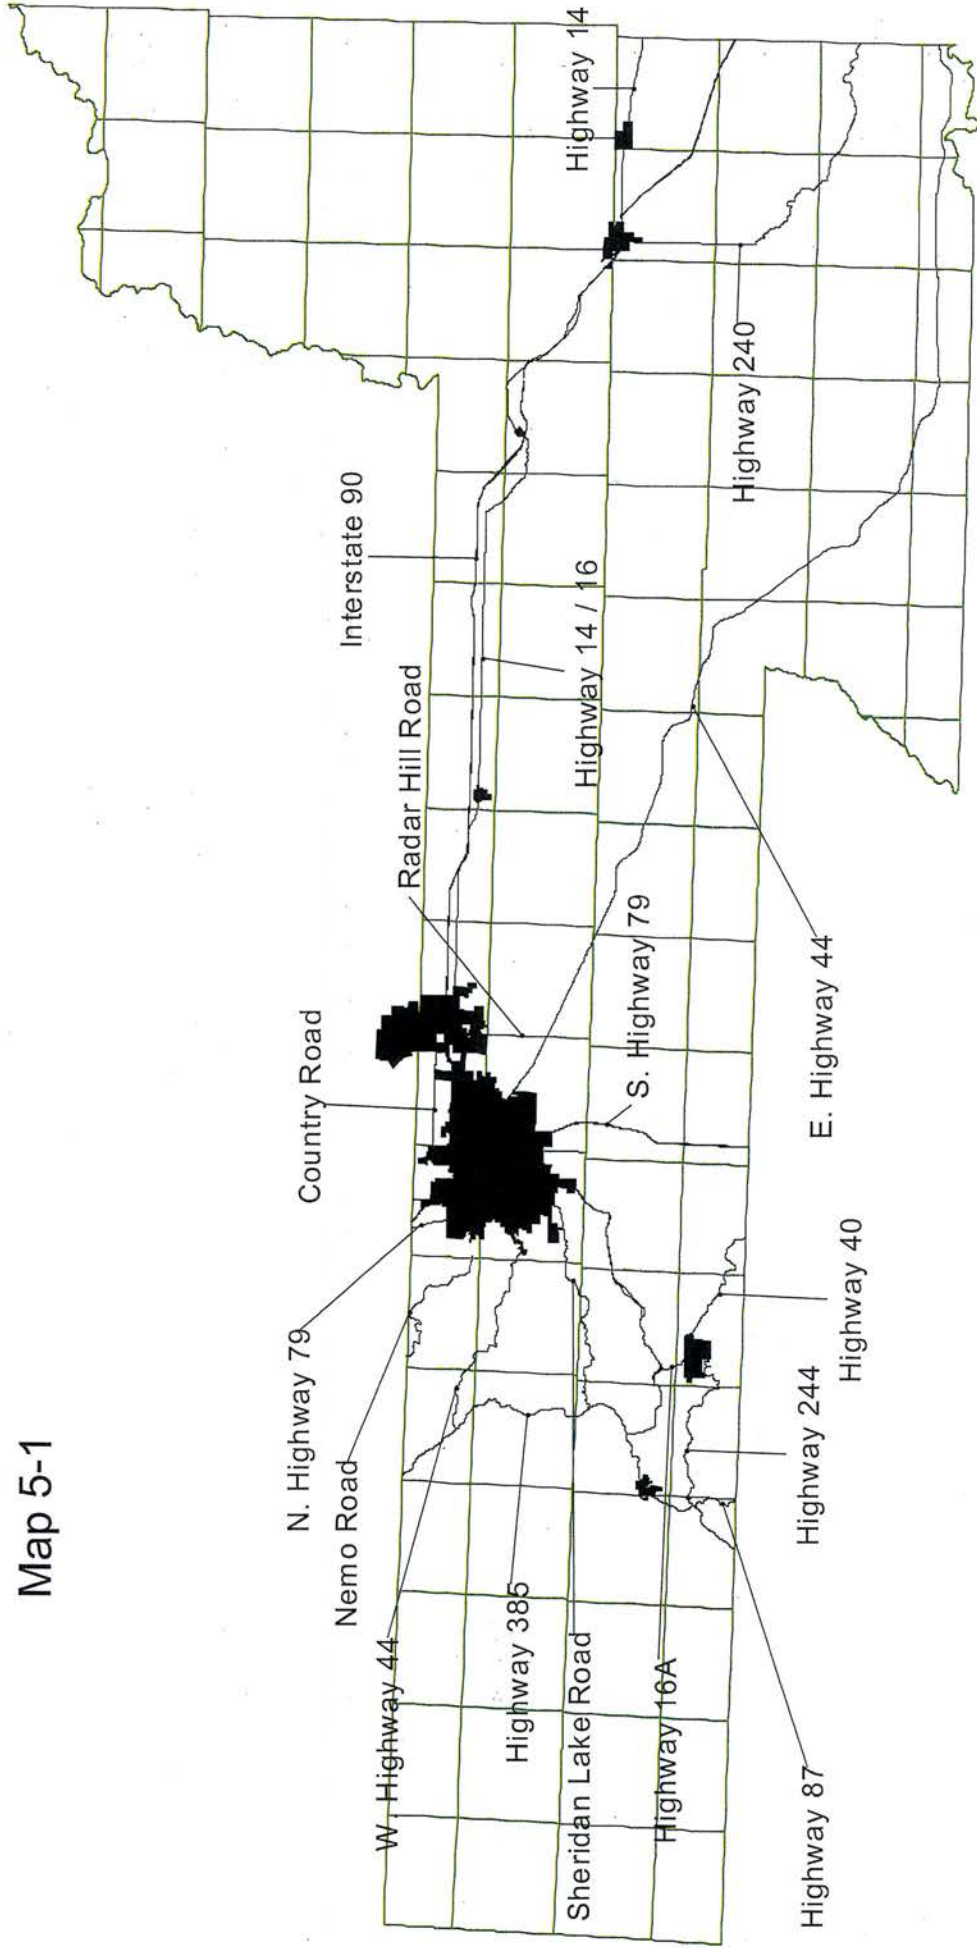 Map 5-1
N. Highway 79
Nemo Road
W. Highway 44
Highway 385
Sheridan Lake Road
Highway 16A
Highway 87
Highway 244
Highway 40
Country Road
Radar Hill Road
Interstate 90
Highway 14 / 16
S. Highway 79
E. Highway 44
Highway 240
Highway 14